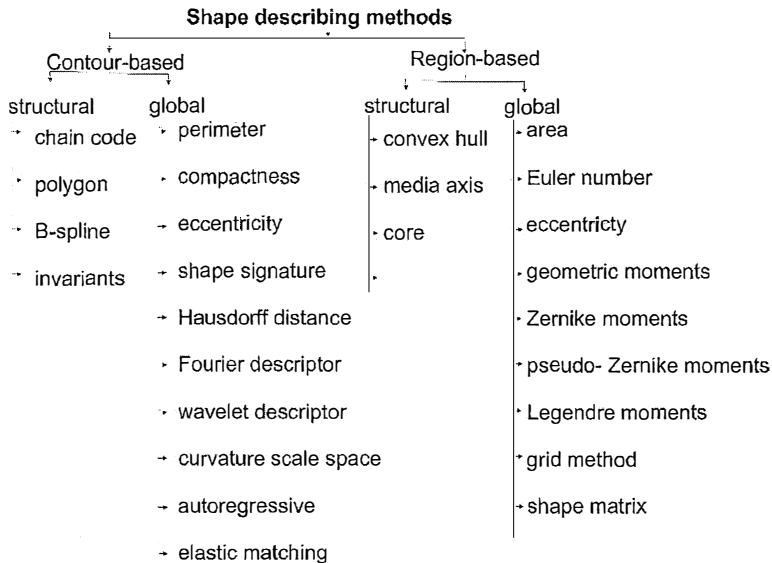 Shape describing methods
Contour-based
Region-based
structural
global
structural
global
chain code
polygon
B-spline
invariants
perimeter
compactness
eccentricity
shape signature
Hausdorff distance
Fourier descriptor
wavelet descriptor
curvature scale space
autoregressive
elastic matching
convex hull
media axis
core
area
Euler number
eccentricty
geometric moments
Zernike moments
pseudo- Zernike moments
Legendre moments
grid method
shape matrix